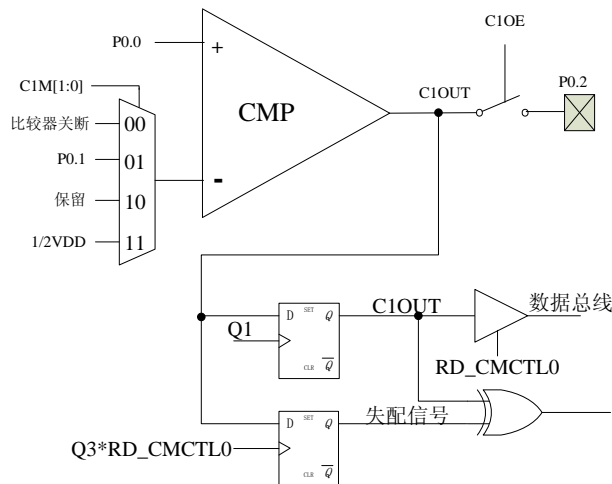 C1OE
P0.0
+
C1M[1:0]
C1OUT
P0.2
CMP
比较器关断
00
P0.1
01
-
保留
10
1/2VDD
11
D
SET
Q
C1OUT
数据总线
Q1
CLR
Q
RD_CMCTL0
D
SET
Q
失配信号
Q3*RD_CMCTL0
CLR
Q